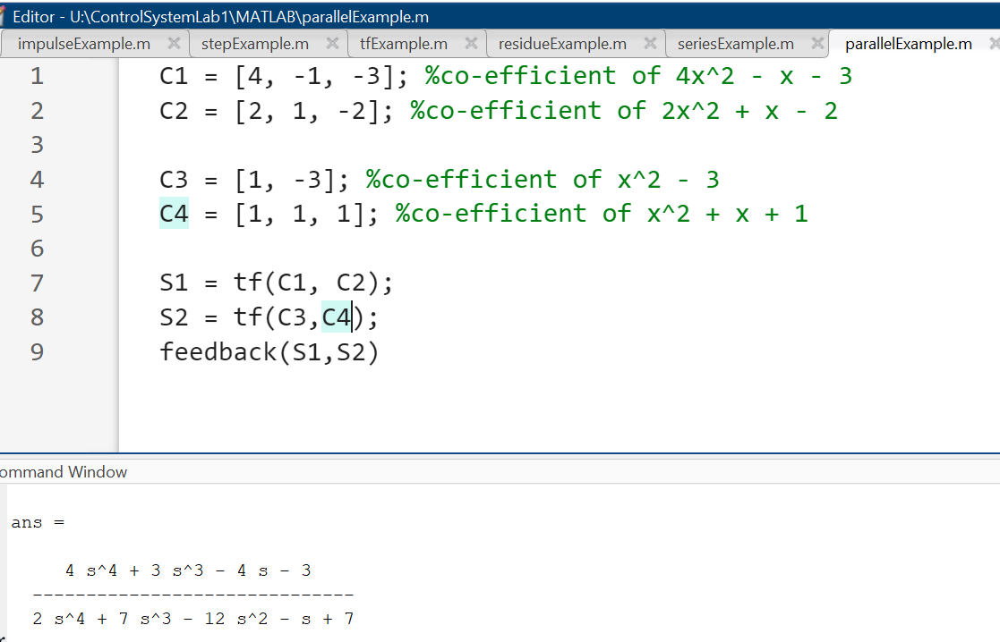 Editor - U:\ControlSystemLab1\MATLAB\parallelExample.m
impulseExample.m stepExample.m tfExample.m residueExample.m seriesExample.m parallelExample.m
1 C1 = [4, -1, -3]; %co-efficient of 4x^2 - x - 3
2 C2 = [2, 1, -2]; %co-efficient of 2x^2 + x - 2
3
4 C3 = [1, -3]; %co-efficient of x^2 - 3
5 C4 = [1, 1, 1]; %co-efficient of x^2 + x + 1
6
7 S1 = tf(C1, C2);
8 S2 = tf(C3,C4);
9 feedback(S1,S2)
ommand Window
ans =
4 s^4 + 3 s^3 - 4 s - 3
------------------------------
2 s^4 + 7 s^3 - 12 s^2 - s + 7